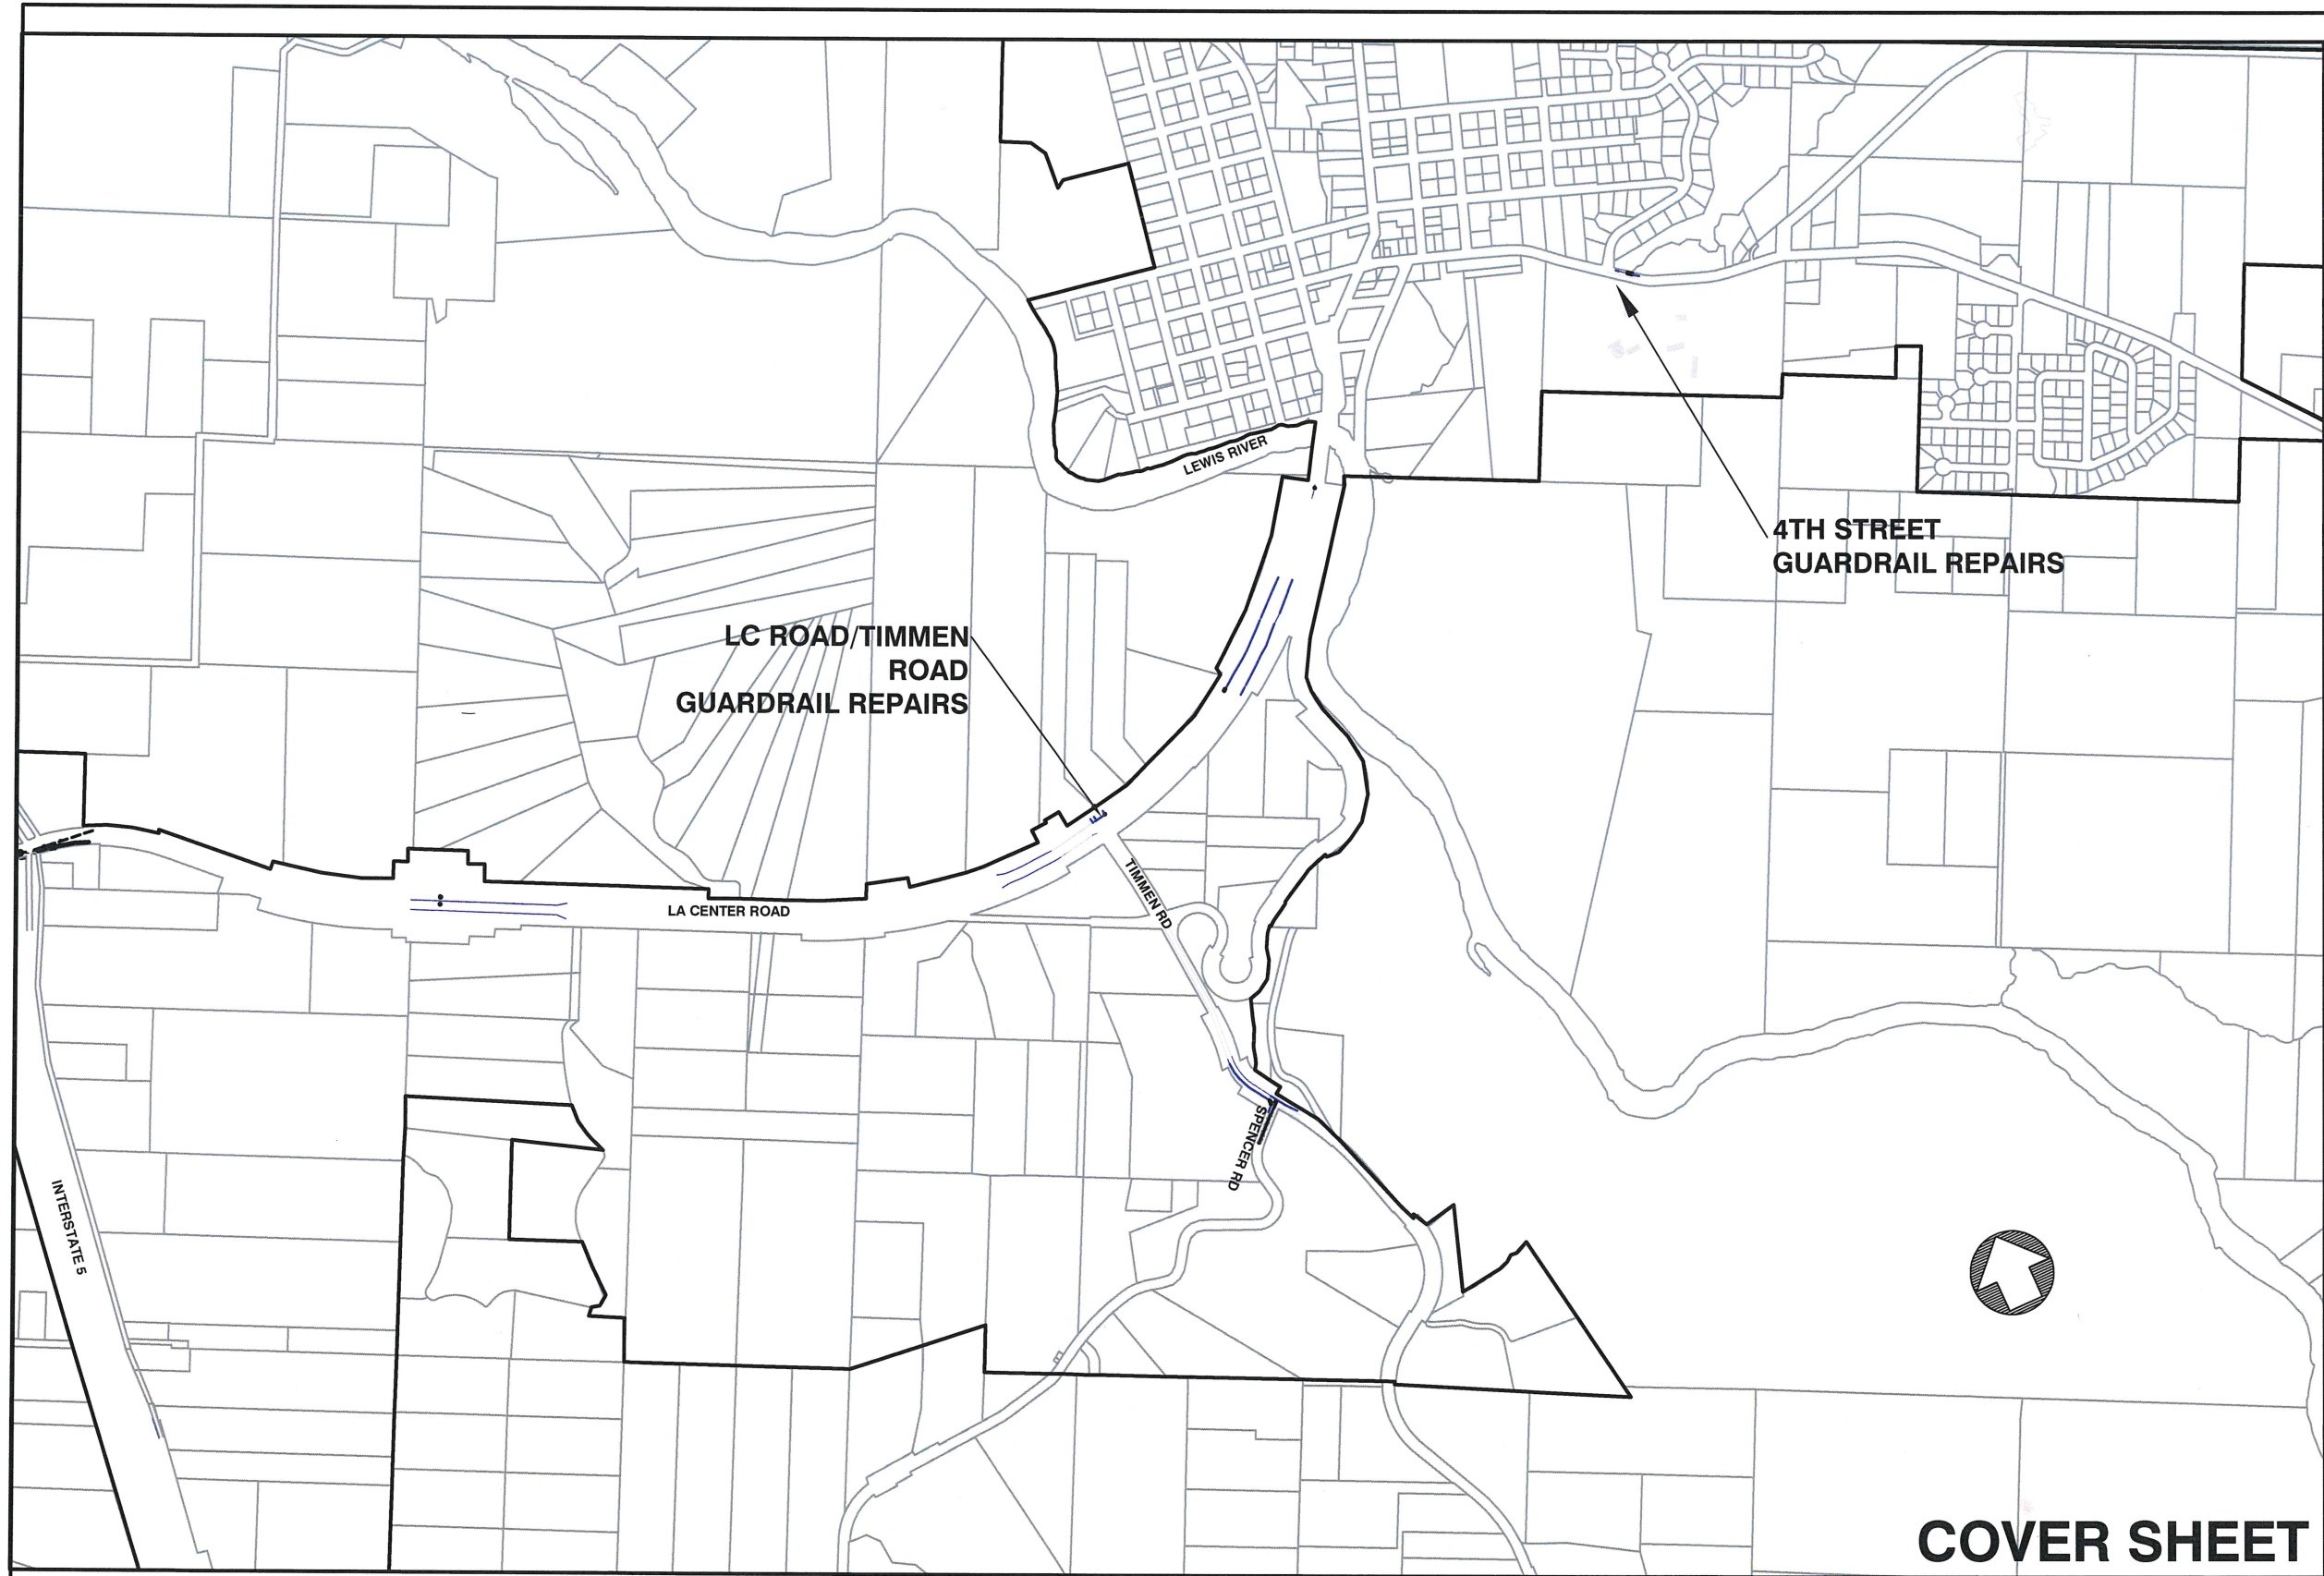 LEWIS RIVER
4TH STREET
GUARDRAIL REPAIRS
LC ROAD/TIMMEN
ROAD
GUARDRAIL REPAIRS
TIMMEN RD
LA CENTER ROAD
SPENCER RD
INTERSTATE 5
COVER SHEET